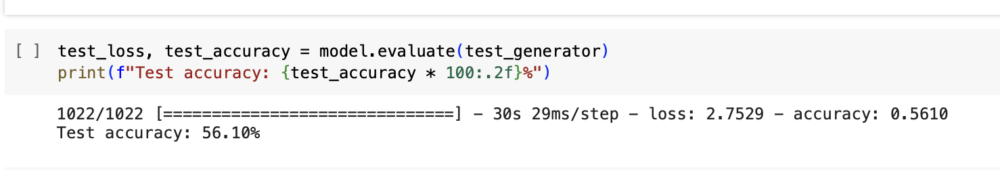 [ ] test_loss, test_accuracy = model.evaluate(test_generator)
print(f"Test accuracy: {test_accuracy * 100:.2f}%")
1022/1022 [==============================] - 30s 29ms/step - loss: 2.7529 - accuracy: 0.5610
Test accuracy: 56.10%